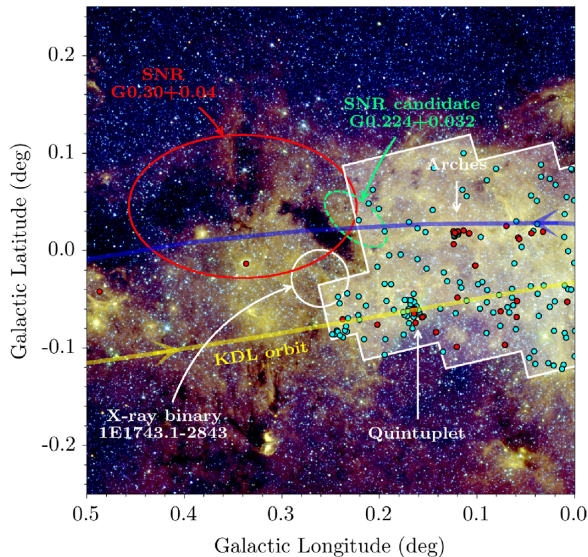 0.2
0.1
0.0
-0.1
-0.2
Galactic Latitude (deg)
SNR
G0.30+0.04
SNR candidate
G0.224+0.032
Arches
KDL orbit
X-ray binary
1E1743.1-2843
Quintuplet
0.5
0.4
0.3
0.2
0.1
0.0
Galactic Longitude (deg)